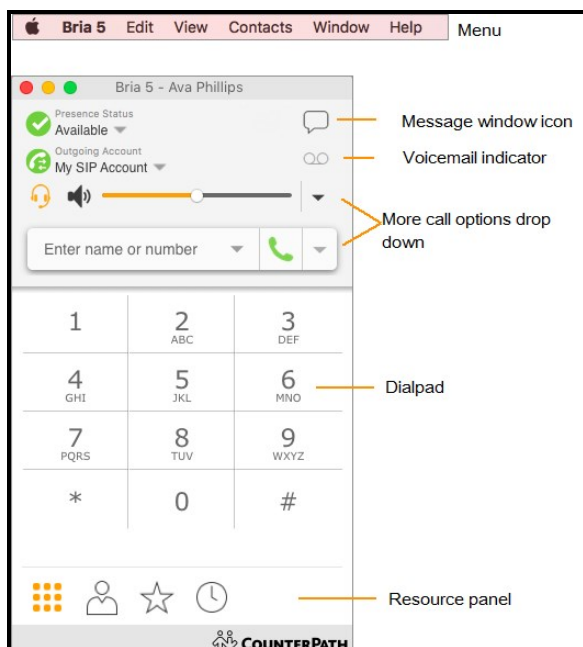 Bria 5 Edit View Contacts Window Help
Menu
Bria 5 - Ava Phillips
Presence Status
Available
Message window icon
Outgoing Account
My SIP Account
Voicemail indicator
More call options drop
down
Enter name or number
1
2
ABC
3
DEF
4
GHI
5
JKL
6
MNO
Dialpad
7
PQRS
8
TUV
9
WXYZ
*
0
#
Resource panel
COUNTERPATH